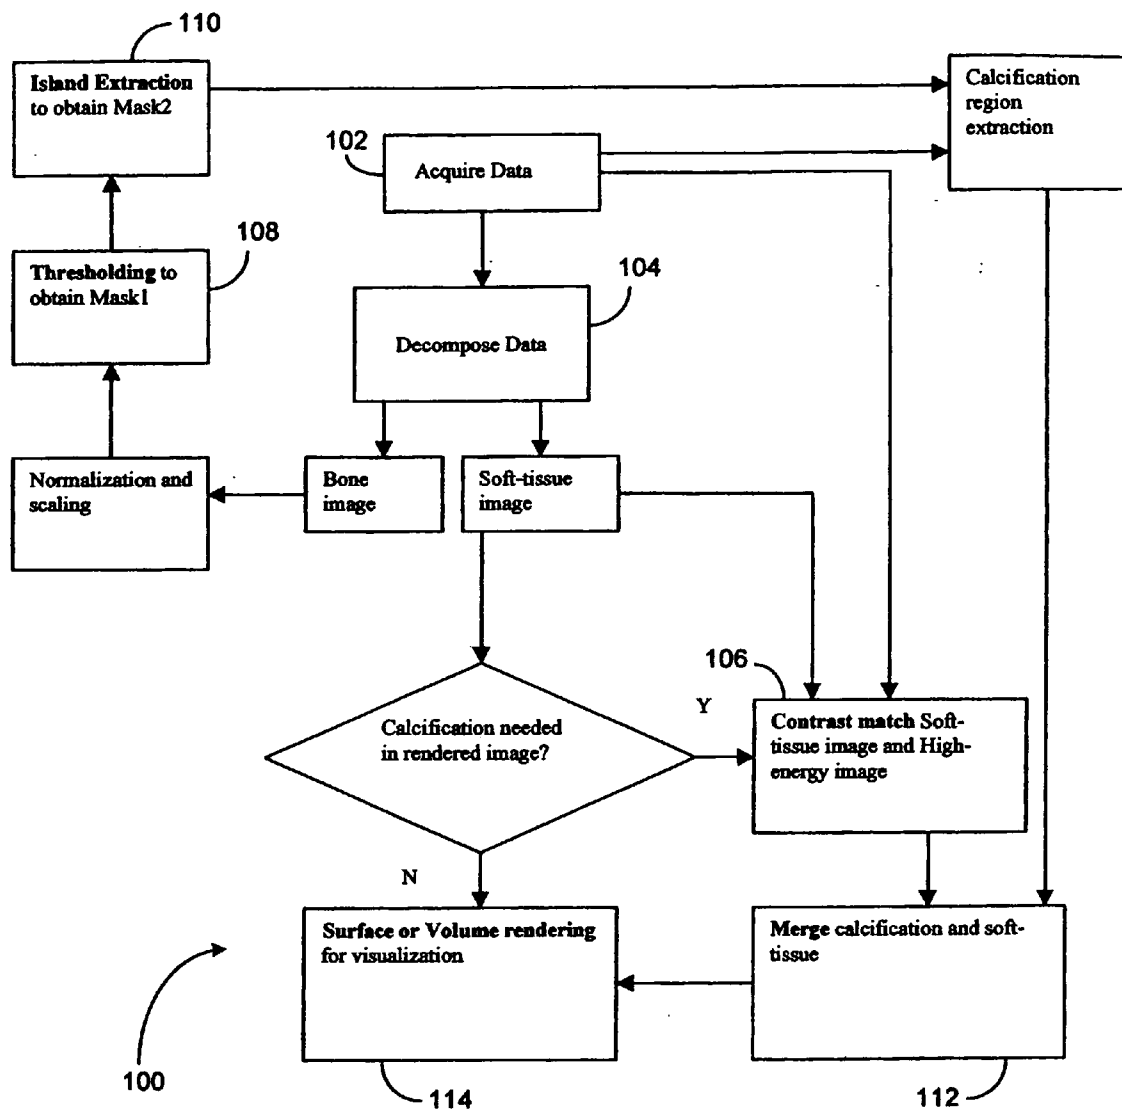 110
Island Extraction
to obtain Mask2
Calcification
region
extraction
102
Acquire Data
108
Thresholding to
obtain Mask1
104
Decompose Data
Normalization and
scaling
Bone
image
Soft-tissue
image
106
Calcification needed
in rendered image?
Y
Contrast match Soft-
tissue image and High-
energy image
N
Surface or Volume rendering
for visualization
Merge calcification and soft-
tissue
100
114
112